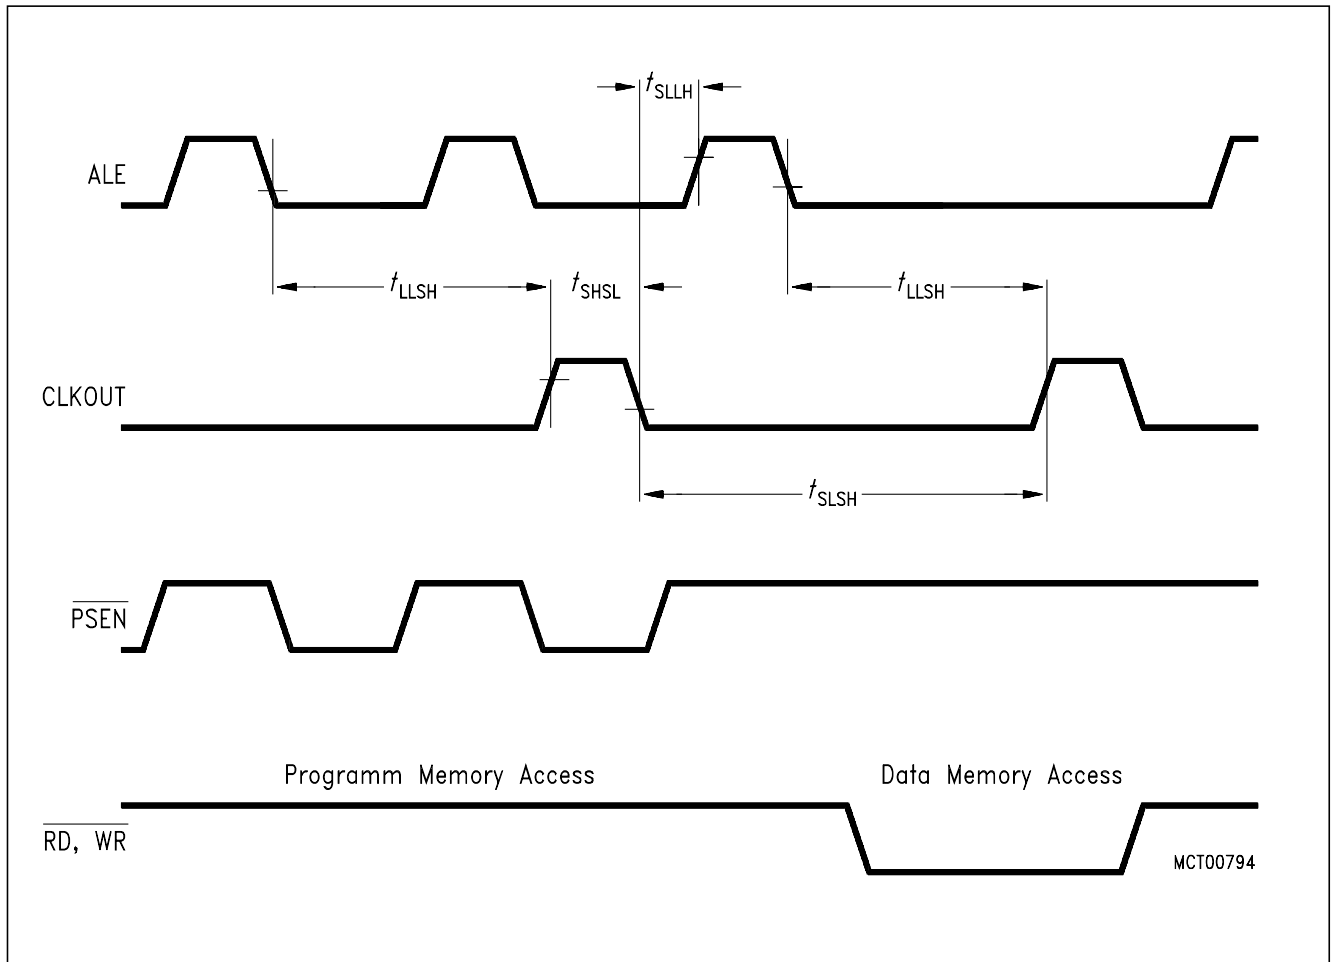 tSLLH
ALE
tLLSH
tSHSL
tLLSH
CLKOUT
tSLSH
PSEN
Programm Memory Access
Data Memory Access
RD, WR
MCT00794